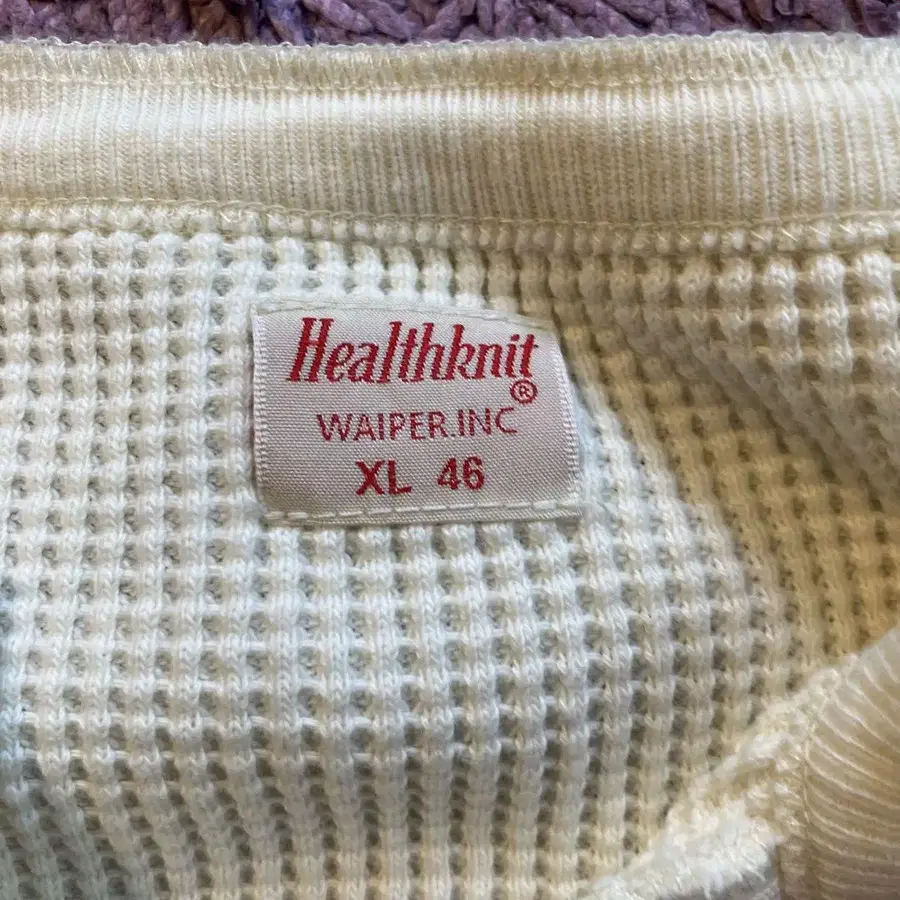 Healthknit
®
WAIPER.INC
XL 46